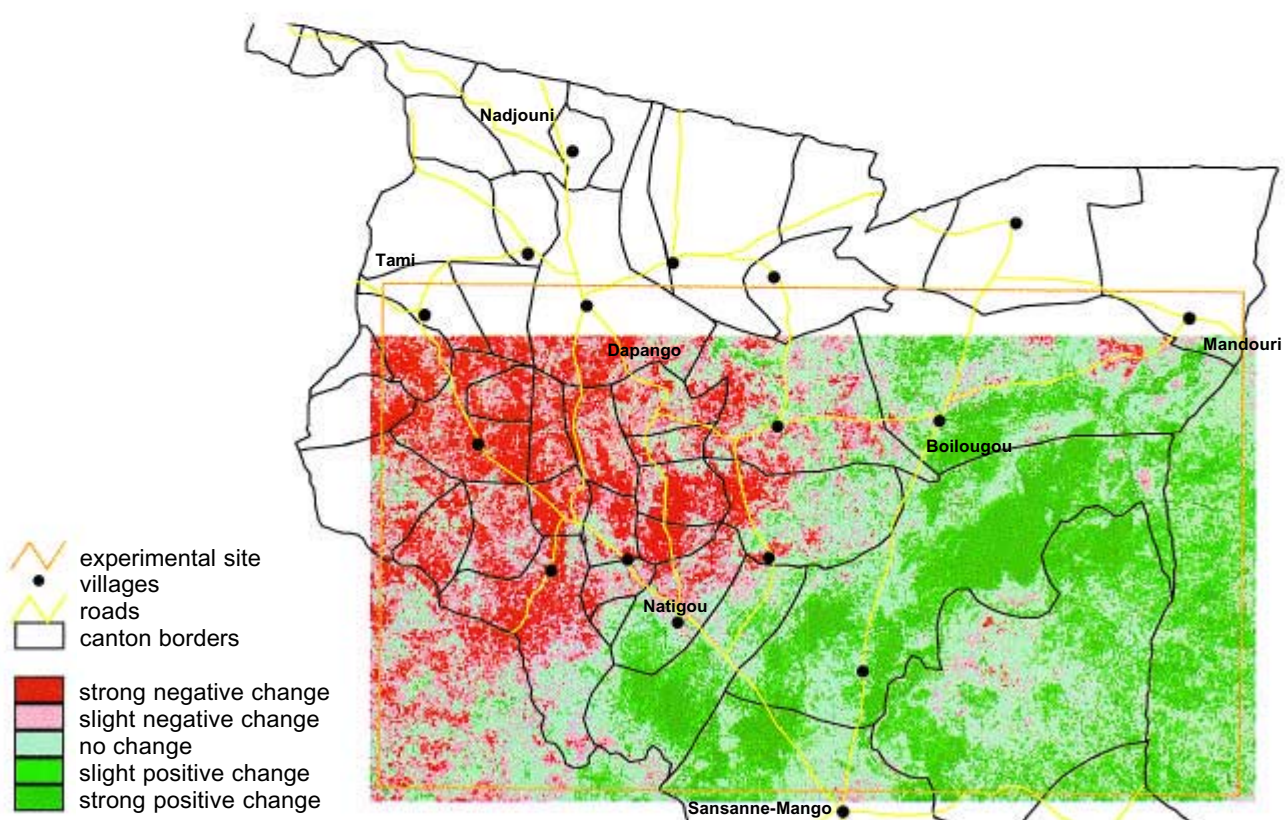 Nadjouni
Tami
Dapango
Mandouri
Boilougou
Natigou
Sansanne-Mango
experimental site
villages
roads
canton borders
strong negative change
slight negative change
no change
slight positive change
strong positive change